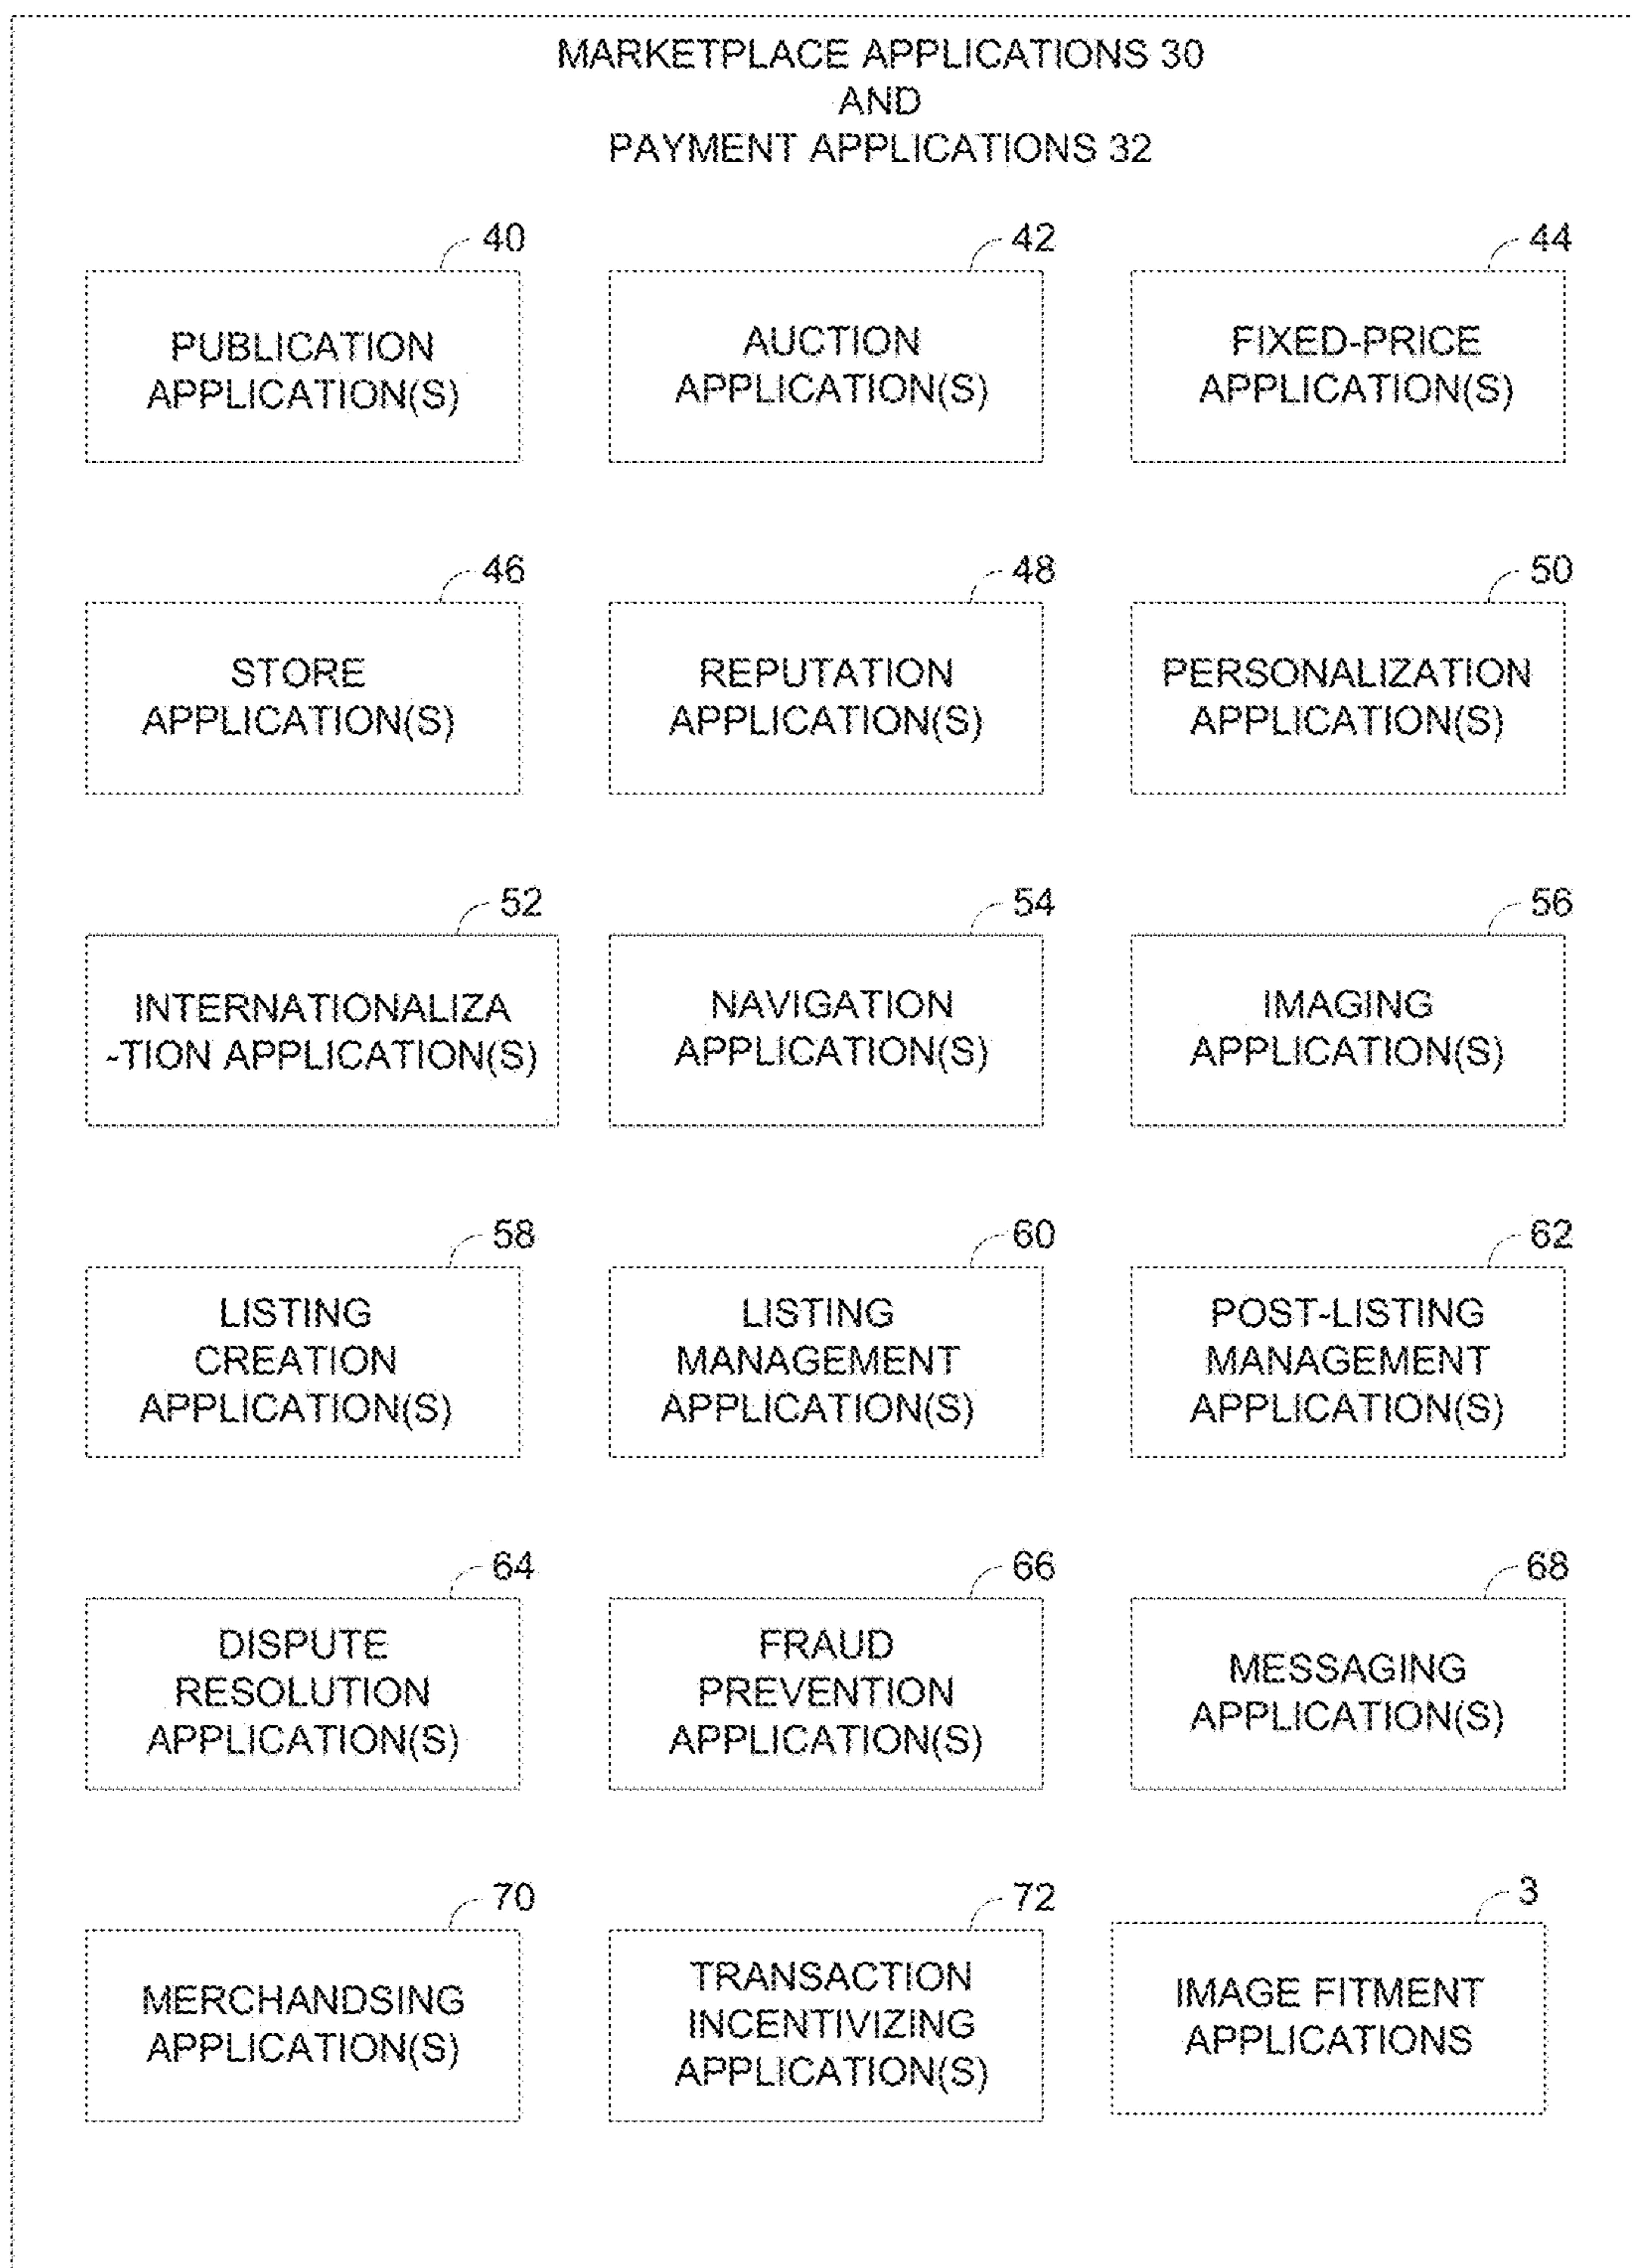 MARKETPLACE APPLICATIONS 30
AND
PAYMENT APPLICATIONS 32
40
PUBLICATION
APPLICATION(S)
42
AUCTION
APPLICATION(S)
44
FIXED-PRICE
APPLICATION(S)
46
STORE
APPLICATION(S)
48
REPUTATION
APPLICATION(S)
50
PERSONALIZATION
APPLICATION(S)
52
INTERNATIONALIZA
-TION APPLICATION(S)
54
NAVIGATION
APPLICATION(S)
56
IMAGING
APPLICATION(S)
58
LISTING
CREATION
APPLICATION(S)
60
LISTING
MANAGEMENT
APPLICATION(S)
62
POST-LISTING
MANAGEMENT
APPLICATION(S)
64
DISPUTE
RESOLUTION
APPLICATION(S)
66
FRAUD
PREVENTION
APPLICATION(S)
68
MESSAGING
APPLICATION(S)
70
MERCHANDSING
APPLICATION(S)
72
TRANSACTION
INCENTIVIZING
APPLICATION(S)
3
IMAGE FITMENT
APPLICATIONS